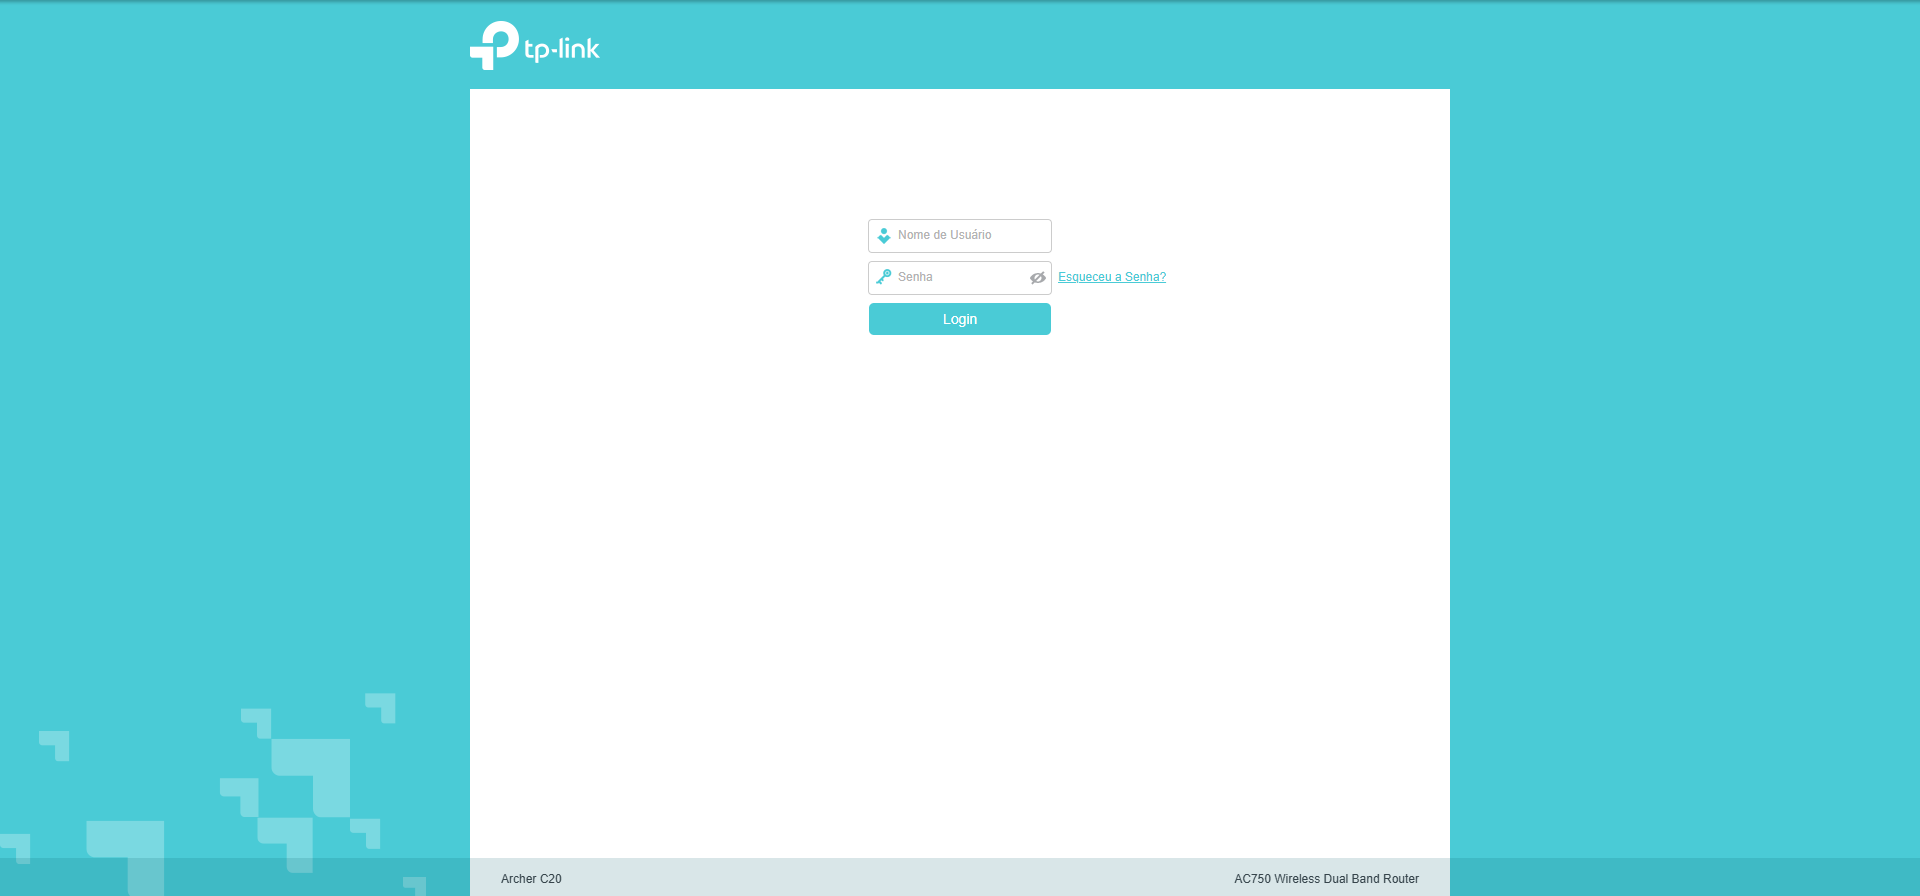 tp-link
Nome de Usuário
Senha
Esqueceu a Senha?
Login
Archer C20
AC750 Wireless Dual Band Router